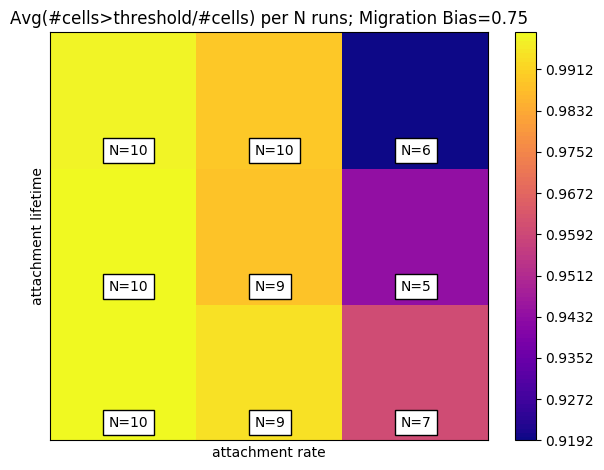 Avg(#cells>threshold/#cells) per N runs; Migration Bias=0.75
attachment lifetime
N=10
N=10
N=6
N=10
N=9
N=5
N=10
N=9
N=7
attachment rate
0.9912
0.9832
0.9752
0.9672
0.9592
0.9512
0.9432
0.9352
0.9272
0.9192